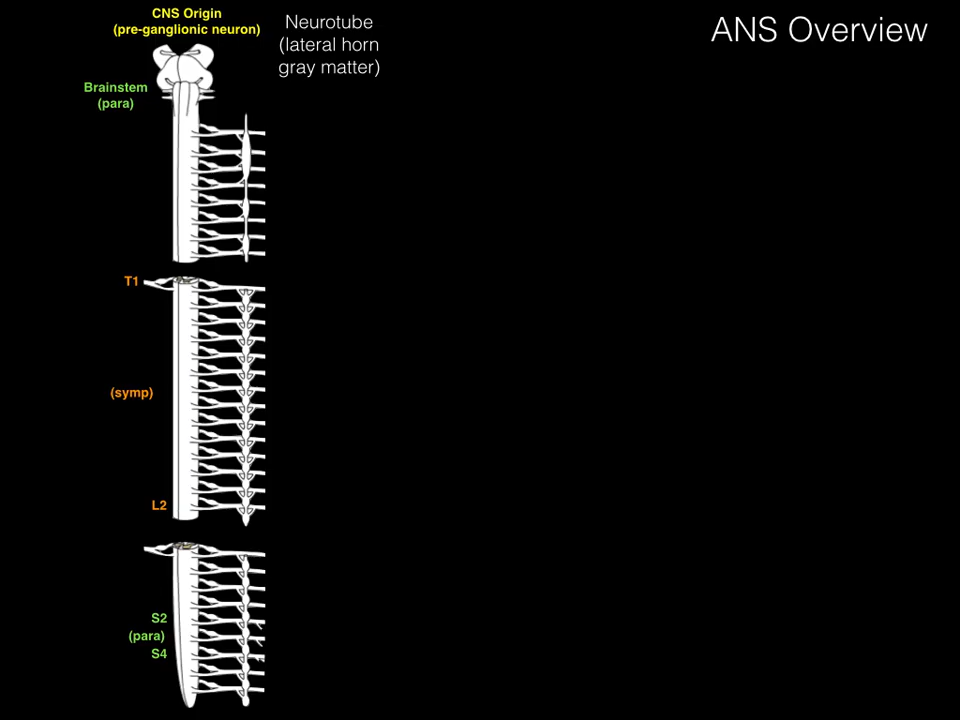 CNS Origin
(pre-ganglionic neuron)
Neurotube
(lateral horn
gray matter)
ANS Overview
Brainstem
(para)
T1
(symp)
L2
S2
(para)
S4